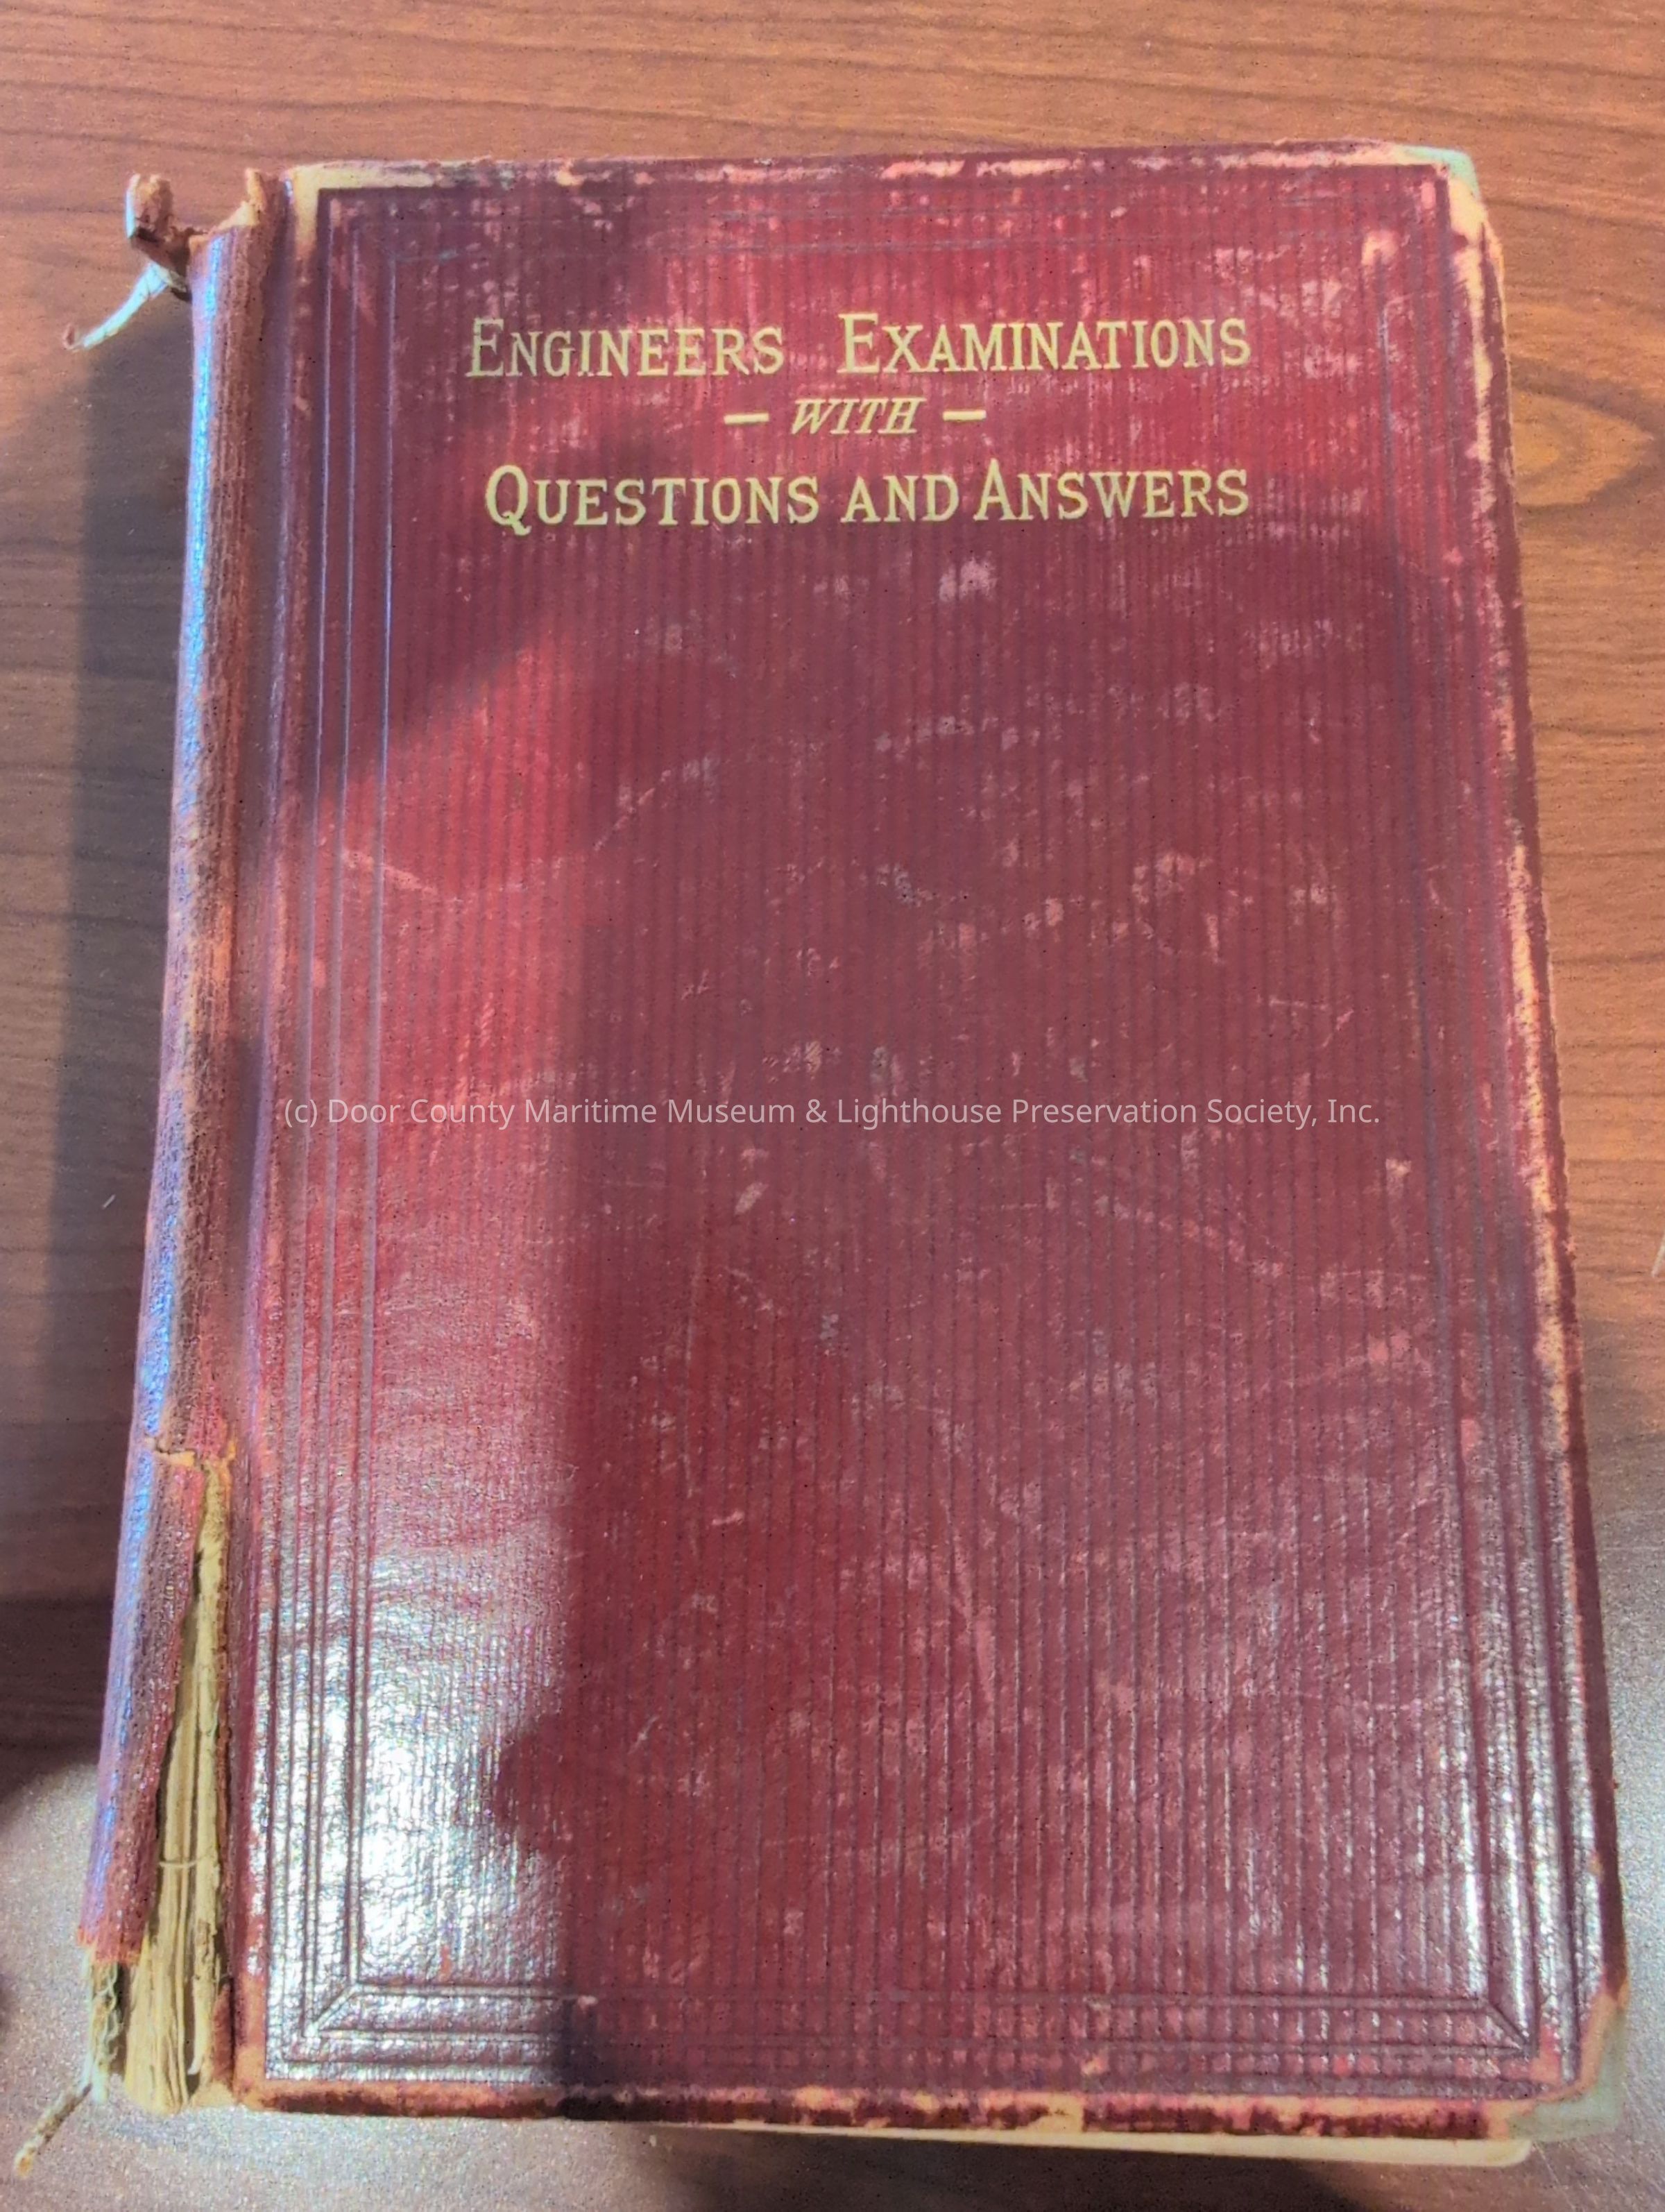 ENGINEERS EXAMINATIONS
— WITH —
QUESTIONS AND ANSWERS
(c) Door County Maritime Museum & Lighthouse Preservation Society, Inc.